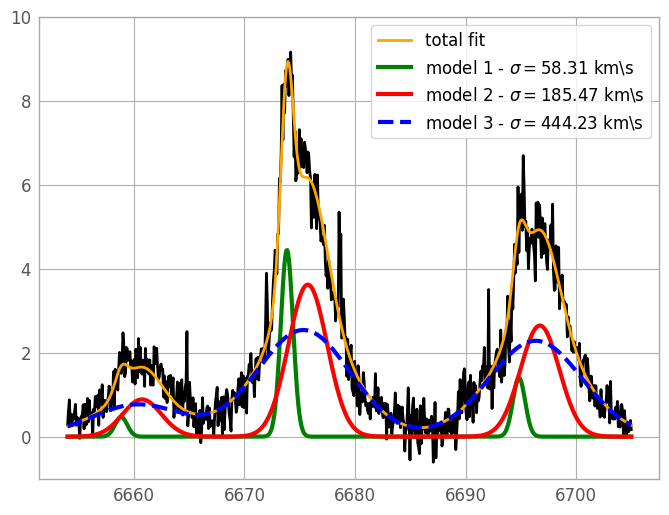 10
8
6
4
2
0
total fit
model 1 - σ = 58.31 km\s
model 2 - σ = 185.47 km\s
model 3 - σ = 444.23 km\s
6660 6670 6680 6690 6700